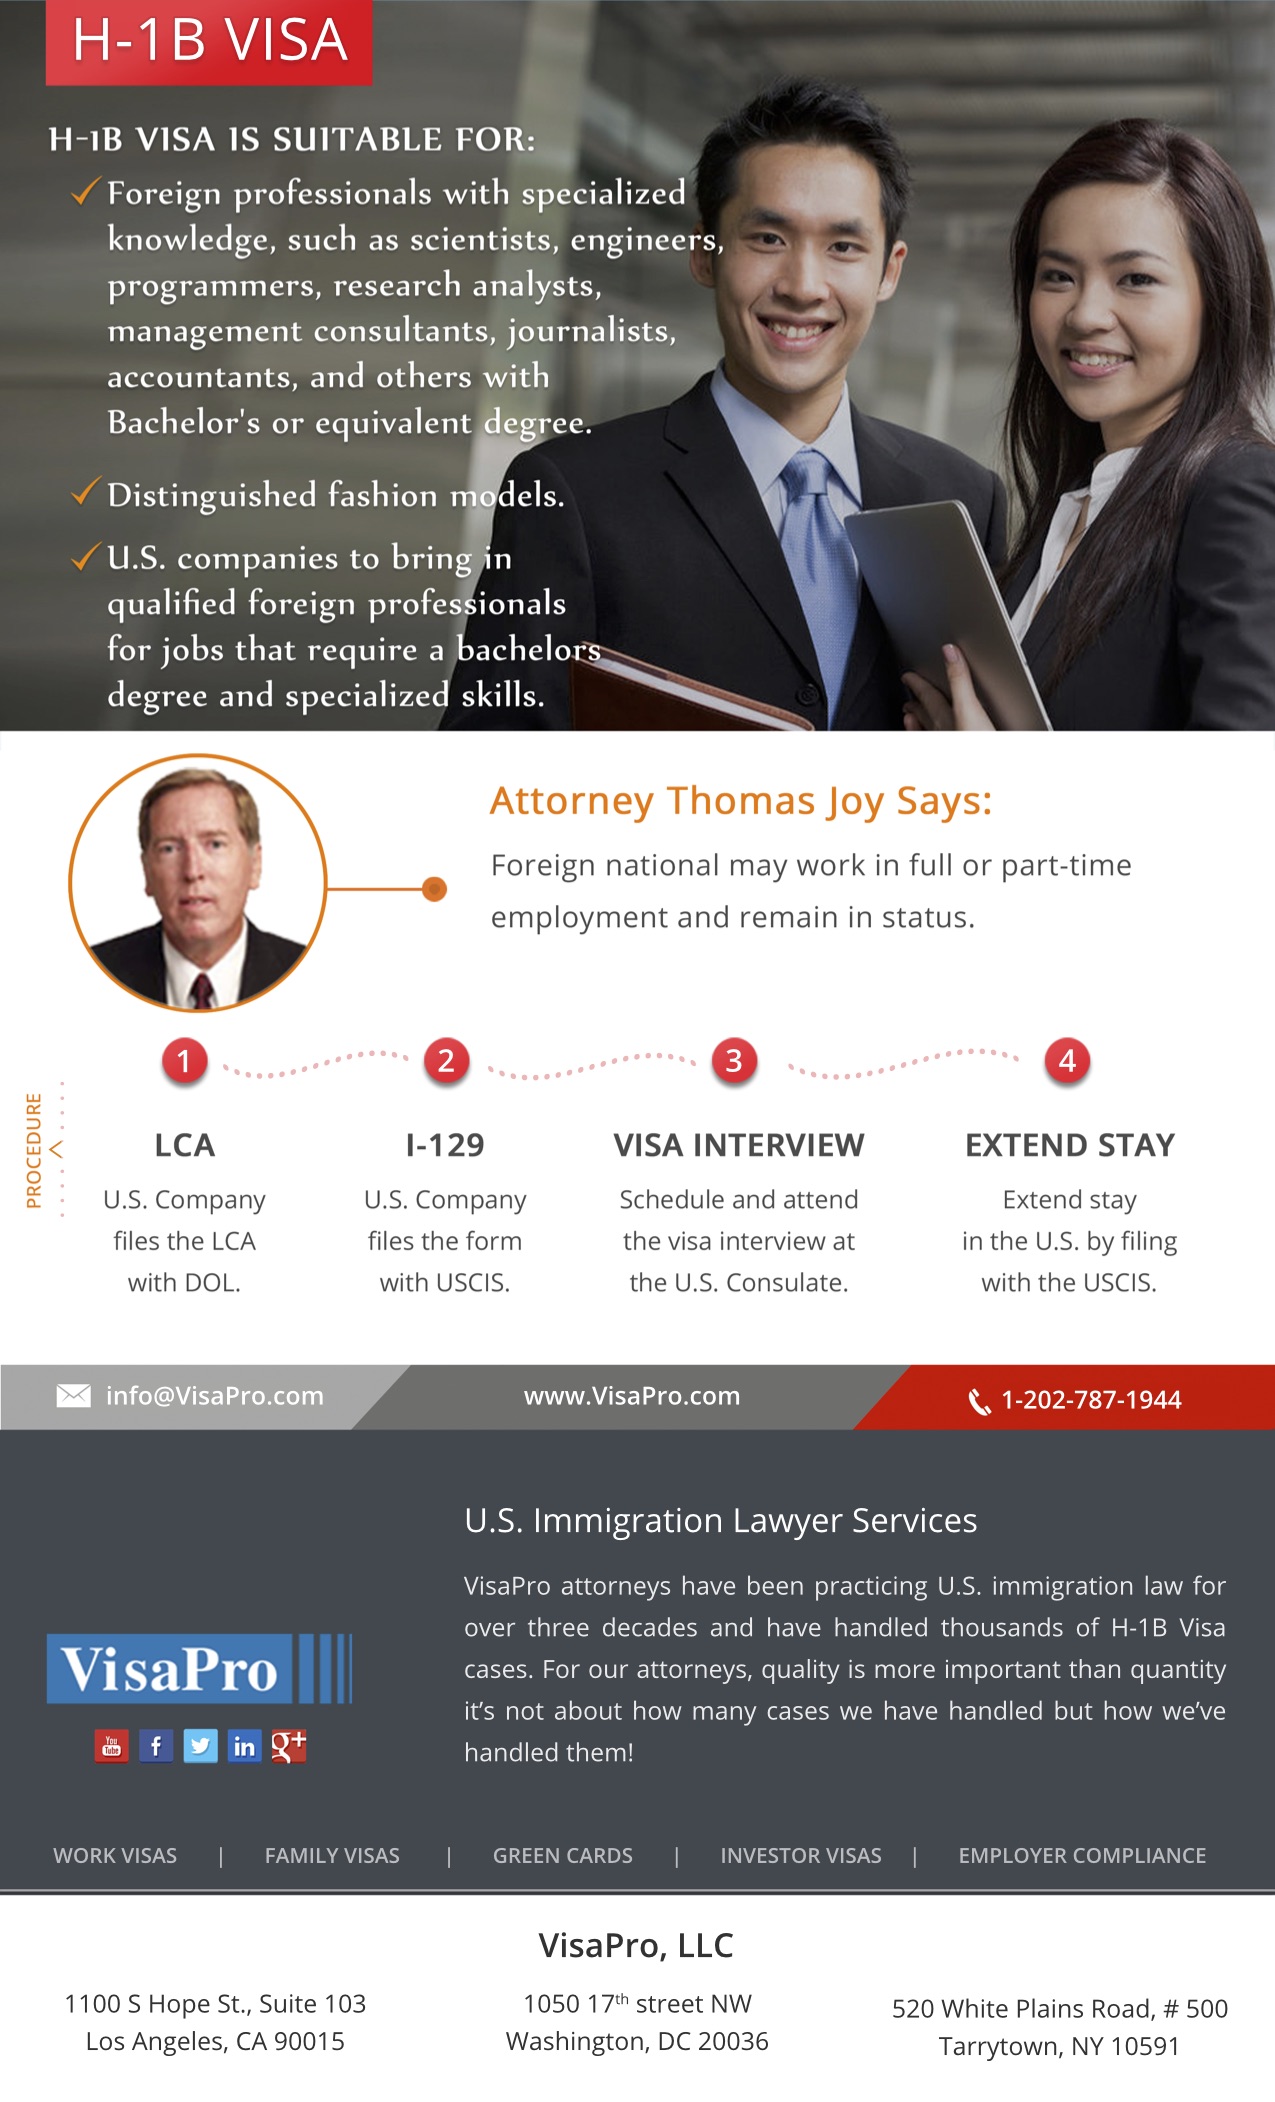 H-1B VISA
H-1B VISA IS SUITABLE FOR:
Foreign professionals with specialized
knowledge, such as scientists, engineers,
programmers, research analysts,
management consultants, journalists,
accountants, and others with
Bachelor's or equivalent degree.
Distinguished fashion models.
U.S. companies to bring in
qualified foreign professionals
for jobs that require a bachelors
degree and specialized skills.
Attorney Thomas Joy Says:
Foreign national may work in full or part-time
employment and remain in status.
PROCEDURE
1
LCA
U.S. Company
files the LCA
with DOL.
2
I-129
U.S. Company
files the form
with USCIS.
3
VISA INTERVIEW
Schedule and attend
the visa interview at
the U.S. Consulate.
4
EXTEND STAY
Extend stay
in the U.S. by filing
with the USCIS.
info@VisaPro.com
www.VisaPro.com
1-202-787-1944
U.S. Immigration Lawyer Services
VisaPro attorneys have been practicing U.S. immigration law for
over three decades and have handled thousands of H-1B Visa
cases. For our attorneys, quality is more important than quantity
it’s not about how many cases we have handled but how we’ve
handled them!
VisaPro
You
Tube
f
in
g+
WORK VISAS | FAMILY VISAS | GREEN CARDS | INVESTOR VISAS | EMPLOYER COMPLIANCE
VisaPro, LLC
1100 S Hope St., Suite 103
Los Angeles, CA 90015
1050 17th street NW
Washington, DC 20036
520 White Plains Road, # 500
Tarrytown, NY 10591